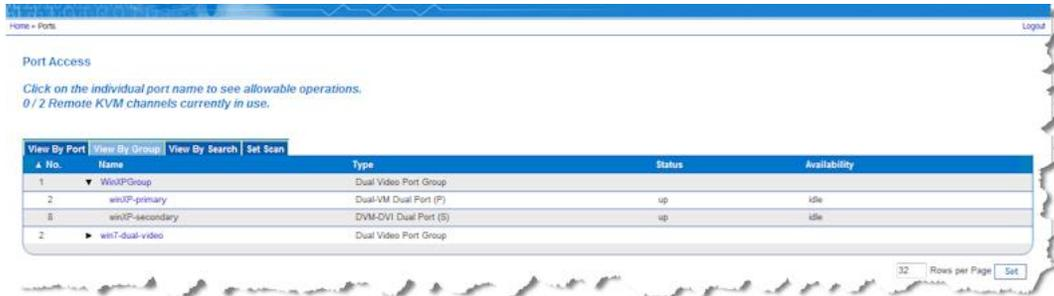 Home » Ports
Logout
Port Access
Click on the individual port name to see allowable operations.
0 / 2 Remote KVM channels currently in use.
View By Port View By Group View By Search Set Scan
▲ No. Name Type Status Availability
1 ▼ WinXPGroup Dual Video Port Group
2 winXP-primary Dual-VM Dual Port (P) up idle
8 winXP-secondary DVM-DVI Dual Port (S) up idle
2 ► win7-dual-video Dual Video Port Group
32 Rows per Page Set